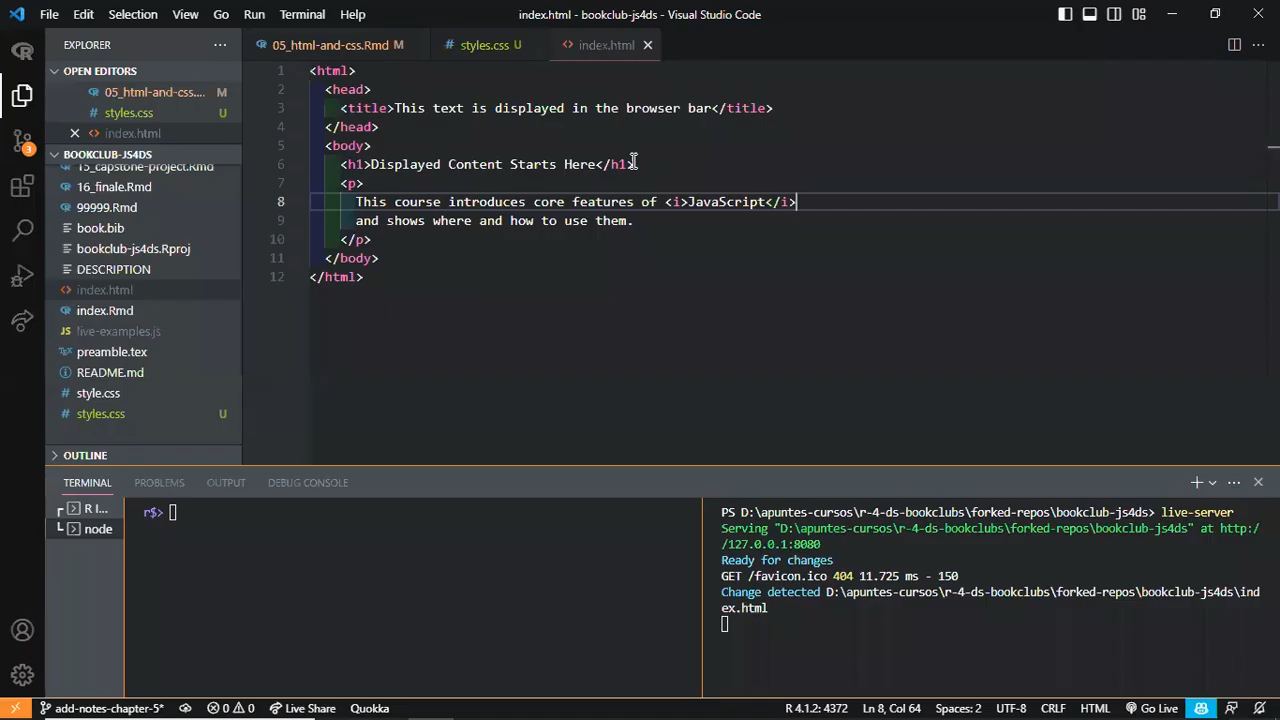 File Edit Selection View Go Run Terminal Help
index.html - bookclub-js4ds - Visual Studio Code
EXPLORER
OPEN EDITORS
05_html-and-css.... M
styles.css U
index.html
BOOKCLUB-JS4DS
15_capstone-project.Rmd
16_finale.Rmd
99999.Rmd
book.bib
bookclub-js4ds.Rproj
DESCRIPTION
index.html
index.Rmd
live-examples.js
preamble.tex
README.md
style.css
styles.css U
OUTLINE
05_html-and-css.Rmd M
styles.css U
index.html
1 <html>
2 <head>
3 <title>This text is displayed in the browser bar</title>
4 </head>
5 <body>
6 <h1>Displayed Content Starts Here</h1>
7 <p>
8 This course introduces core features of <i>JavaScript</i>
9 and shows where and how to use them.
10 </p>
11 </body>
12 </html>
TERMINAL PROBLEMS OUTPUT DEBUG CONSOLE
R I...
node
r$>
PS D:\apuntes-cursos\r-4-ds-bookclubs\forked-repos\bookclub-js4ds> live-server
Serving "D:\apuntes-cursos\r-4-ds-bookclubs\forked-repos\bookclub-js4ds" at http:/
/127.0.0.1:8080
Ready for changes
GET /favicon.ico 404 11.725 ms - 150
Change detected D:\apuntes-cursos\r-4-ds-bookclubs\forked-repos\bookclub-js4ds\ind
ex.html
add-notes-chapter-5* 0 0 Live Share Quokka R 4.1.2: 4372 Ln 8, Col 64 Spaces: 2 UTF-8 CRLF HTML Go Live